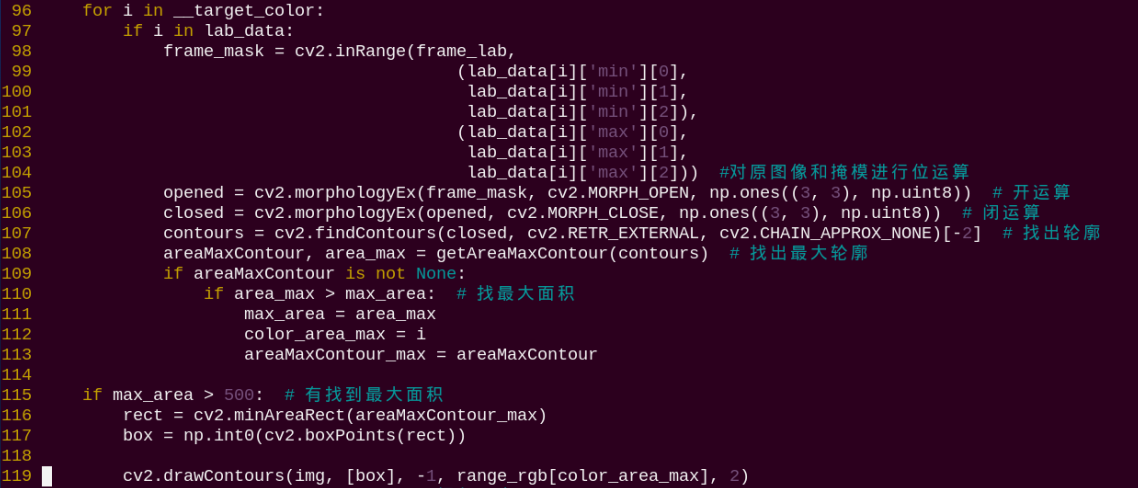 96     for i in __target_color:
97         if i in lab_data:
98             frame_mask = cv2.inRange(frame_lab,
99                                          (lab_data[i]['min'][0],
100                                           lab_data[i]['min'][1],
101                                           lab_data[i]['min'][2]),
102                                          (lab_data[i]['max'][0],
103                                           lab_data[i]['max'][1],
104                                           lab_data[i]['max'][2]))  #对原图像和掩模进行位运算
105             opened = cv2.morphologyEx(frame_mask, cv2.MORPH_OPEN, np.ones((3, 3), np.uint8))  # 开运算
106             closed = cv2.morphologyEx(opened, cv2.MORPH_CLOSE, np.ones((3, 3), np.uint8))  # 闭运算
107             contours = cv2.findContours(closed, cv2.RETR_EXTERNAL, cv2.CHAIN_APPROX_NONE)[-2]  # 找出轮廓
108             areaMaxContour, area_max = getAreaMaxContour(contours)  # 找出最大轮廓
109             if areaMaxContour is not None:
110                 if area_max > max_area:  # 找最大面积
111                     max_area = area_max
112                     color_area_max = i
113                     areaMaxContour_max = areaMaxContour
114
115     if max_area > 500:  # 有找到最大面积
116         rect = cv2.minAreaRect(areaMaxContour_max)
117         box = np.int0(cv2.boxPoints(rect))
118
119         cv2.drawContours(img, [box], -1, range_rgb[color_area_max], 2)